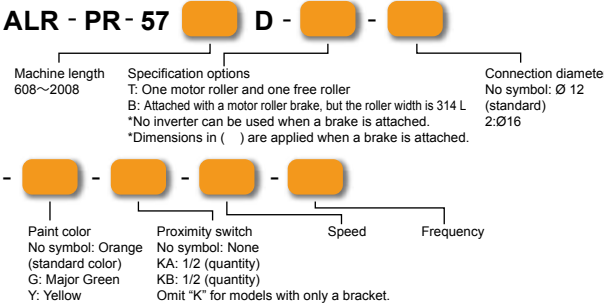 ALR - PR - 57 D - -
Machine length
608～2008
Specification options
T: One motor roller and one free roller
B: Attached with a motor roller brake, but the roller width is 314 L
*No inverter can be used when a brake is attached.
*Dimensions in (   ) are applied when a brake is attached.
Connection diamete
No symbol: Ø 12
(standard)
2:Ø16
- - - -
Paint color
No symbol: Orange
(standard color)
G: Major Green
Y: Yellow
Proximity switch
No symbol: None
KA: 1/2 (quantity)
KB: 1/2 (quantity)
Omit “K” for models with only a bracket.
Speed
Frequency